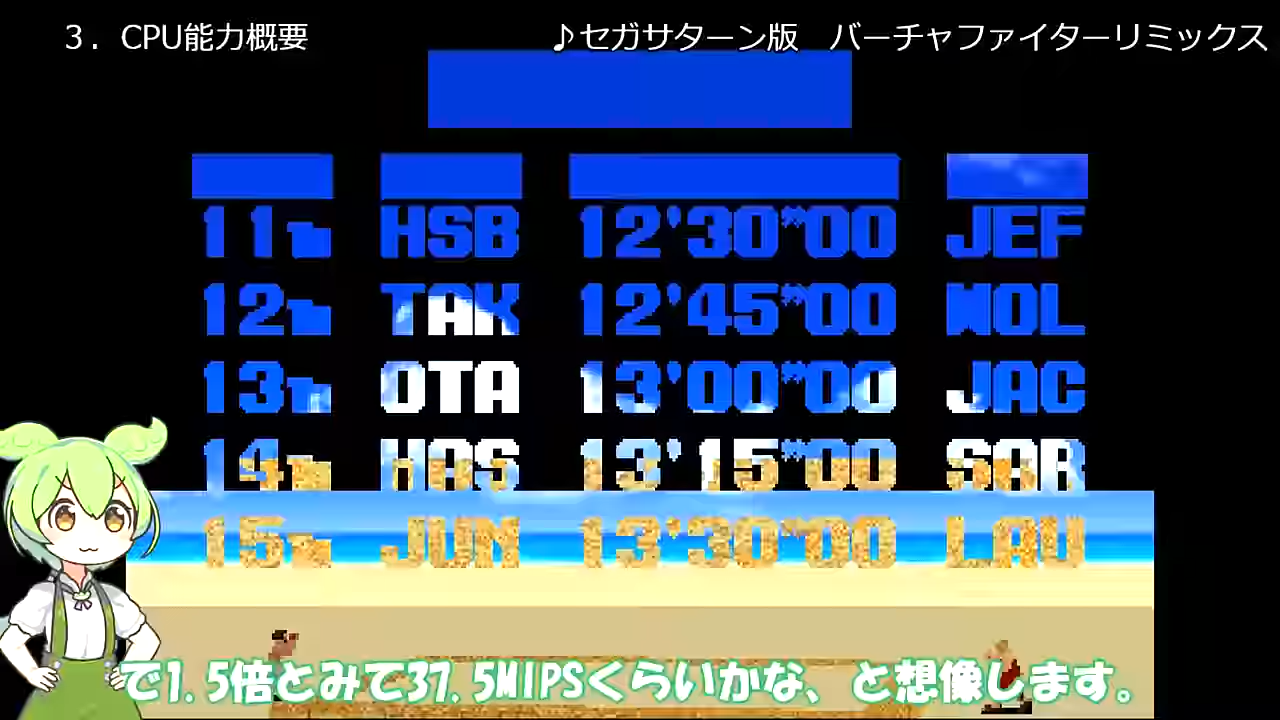 ３．CPU能力概要
♪セガサターン版　バーチャファイターリミックス
11TH HSB 12'30"00 JEF
12TH TAK 12'45"00 WOL
13TH OTA 13'00"00 JAC
14TH HAS 13'15"00 SAR
15TH JUN 13'30"00 LAU
で1.5倍とみて37.5MIPSくらいかな、と想像します。